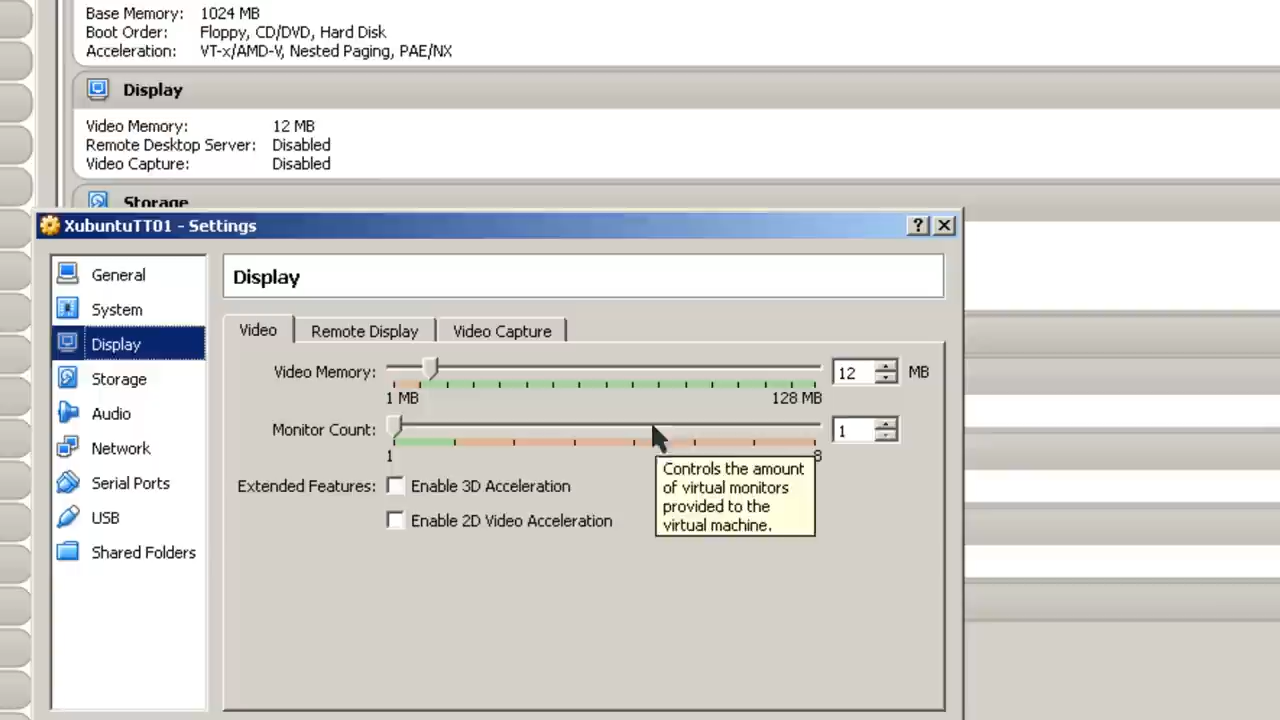 Base Memory: 1024 MB
Boot Order: Floppy, CD/DVD, Hard Disk
Acceleration: VT-x/AMD-V, Nested Paging, PAE/NX
Display
Video Memory: 12 MB
Remote Desktop Server: Disabled
Video Capture: Disabled
Storage
XubuntuTT01 - Settings
General
System
Display
Storage
Audio
Network
Serial Ports
USB
Shared Folders
Display
Video Remote Display Video Capture
Video Memory: 12 MB
1 MB 128 MB
Monitor Count: 1
1 8
Extended Features: Enable 3D Acceleration
Enable 2D Video Acceleration
Controls the amount
of virtual monitors
provided to the
virtual machine.